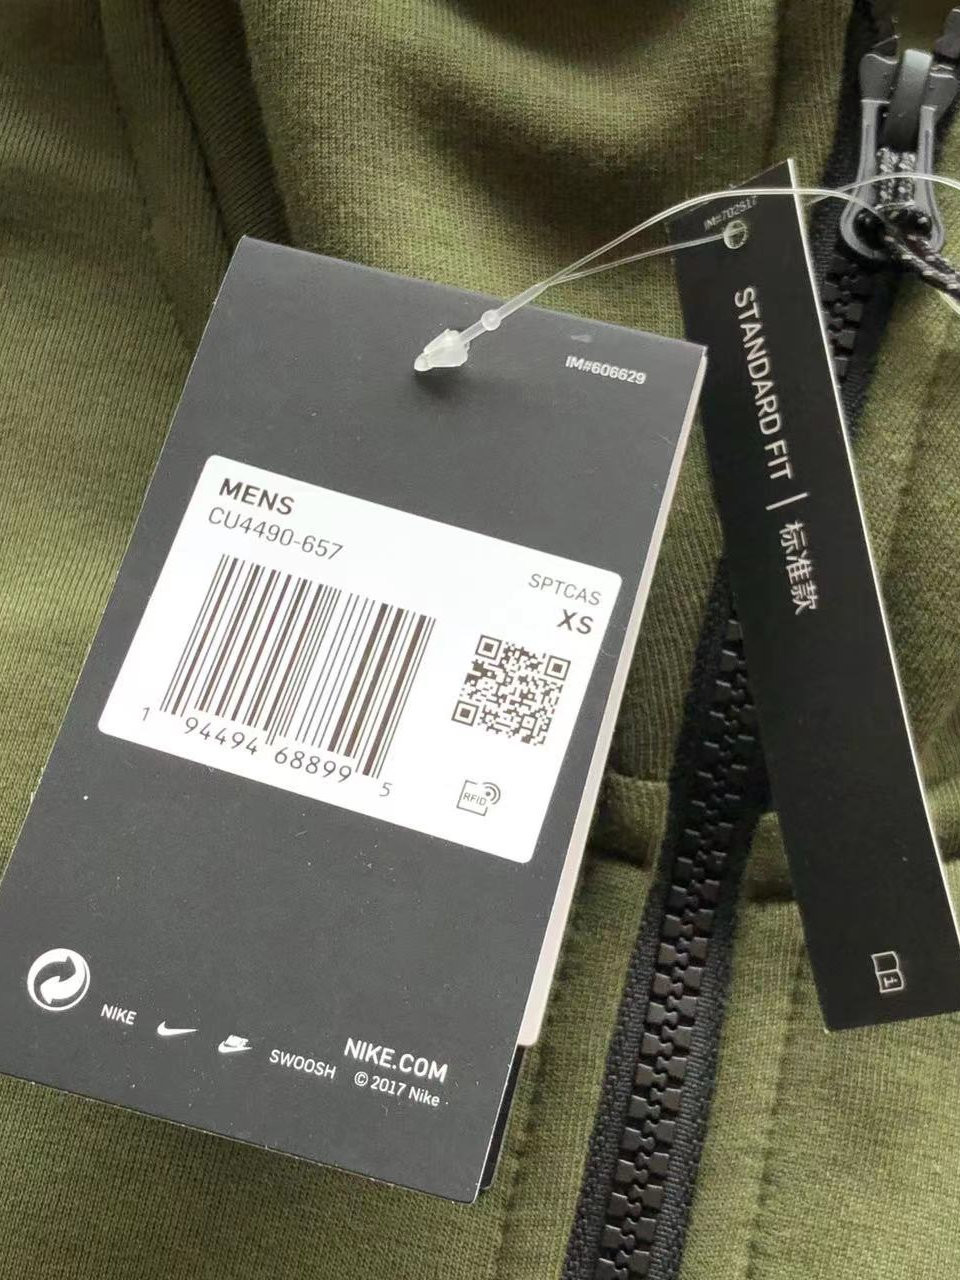 IM#606629
MENS
CU4490-657
SPTCAS
XS
1 94494 68899 5
RFID
NIKE
SWOOSH
NIKE.COM
© 2017 Nike
STANDARD FIT | 标准款